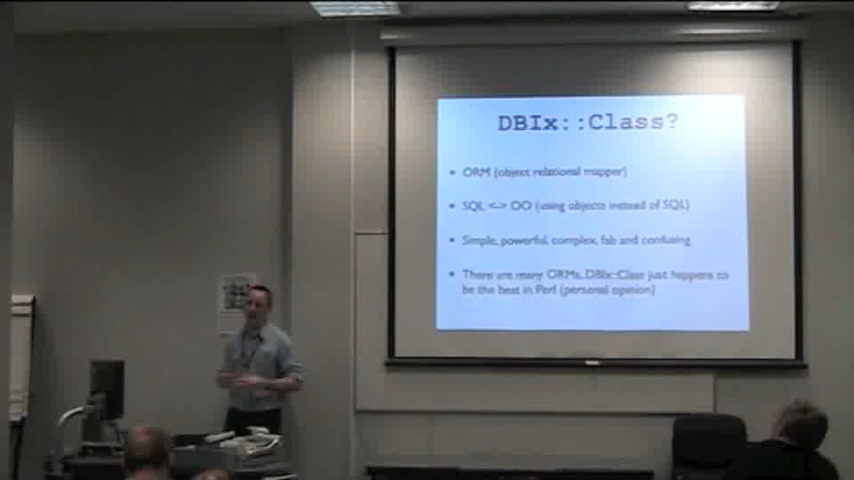 DBIx::Class?
• ORM (object relational mapper)
• SQL <-> OO (using objects instead of SQL)
• Simple, powerful, complex, fab and confusing
• There are many ORMs, DBIx::Class just happens to
be the best in Perl (personal opinion)